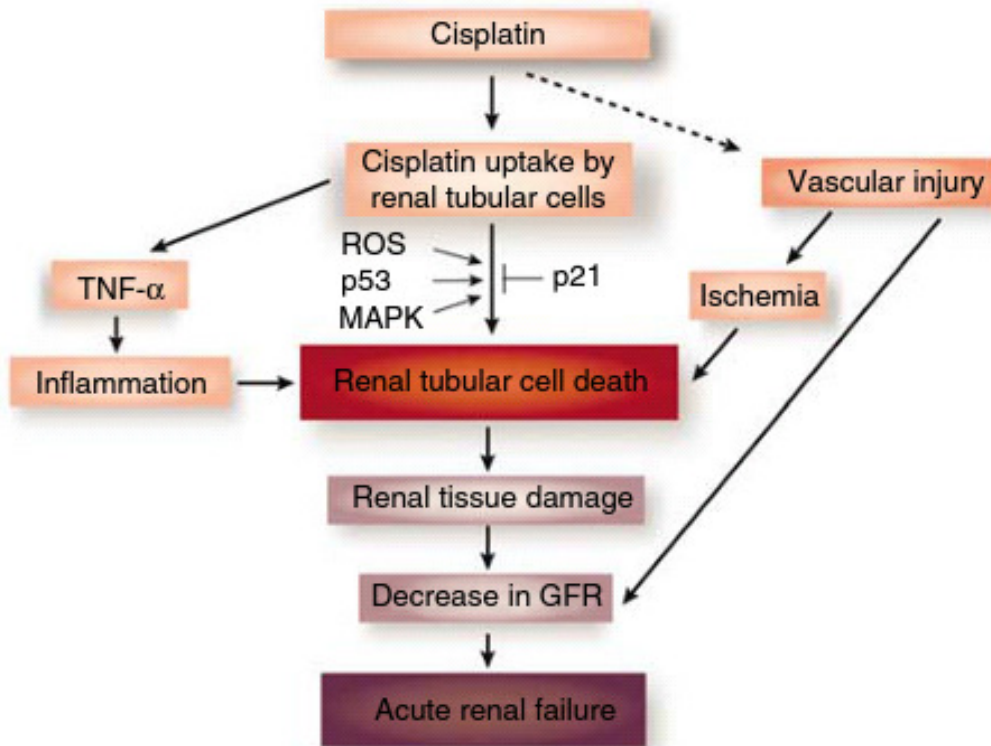 Cisplatin
Cisplatin uptake by
renal tubular cells
Vascular injury
ROS
p53
MAPK
p21
TNF-α
Ischemia
Inflammation
Renal tubular cell death
Renal tissue damage
Decrease in GFR
Acute renal failure